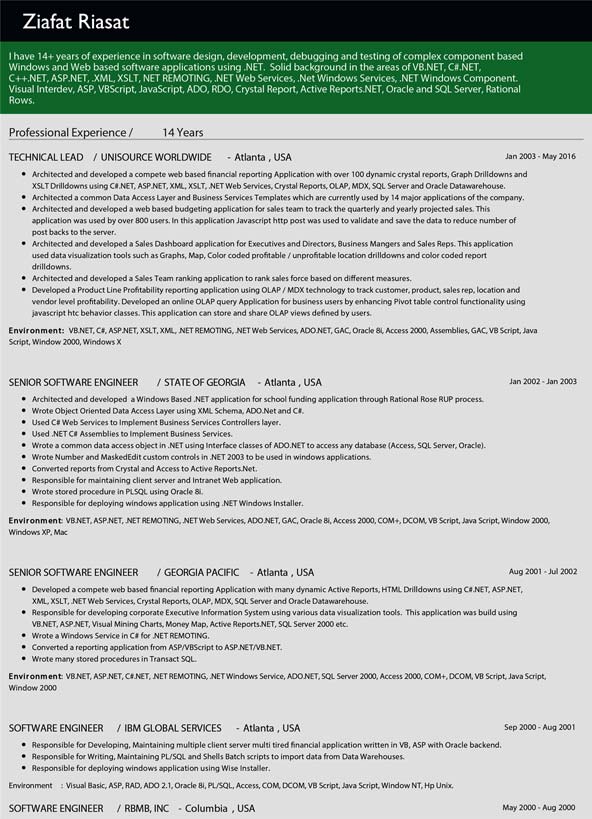 Ziafat Riasat
I have 14+ years of experience in software design, development, debugging and testing of complex component based
Windows and Web based software applications using .NET.  Solid background in the areas of VB.NET, C#.NET,
C++.NET, ASP.NET, .XML, XSLT, NET REMOTING, .NET Web Services, .Net Windows Services, .NET Windows Component.
Visual Interdev, ASP, VBScript, JavaScript, ADO, RDO, Crystal Report, Active Reports.NET, Oracle and SQL Server, Rational
Rows.
Professional Experience / 14 Years
TECHNICAL LEAD / UNISOURCE WORLDWIDE - Atlanta , USA Jan 2003 - May 2016
• Architected and developed a compete web based financial reporting Application with over 100 dynamic crystal reports, Graph Drilldowns and
XSLT Drilldowns using C#.NET, ASP.NET, XML, XSLT, .NET Web Services, Crystal Reports, OLAP, MDX, SQL Server and Oracle Datawarehouse.
• Architected a common Data Access Layer and Business Services Templates which are currently used by 14 major applications of the company.
• Architected and developed a web based budgeting application for sales team to track the quarterly and yearly projected sales. This
application was used by over 800 users. In this application Javascript http post was used to validate and save the data to reduce number of
post backs to the server.
• Architected and developed a Sales Dashboard application for Executives and Directors, Business Mangers and Sales Reps. This application
used data visualization tools such as Graphs, Map, Color coded profitable / unprofitable location drilldowns and color coded report
drilldowns.
• Architected and developed a Sales Team ranking application to rank sales force based on different measures.
• Developed a Product Line Profitability reporting application using OLAP / MDX technology to track customer, product, sales rep, location and
vendor level profitability. Developed an online OLAP query Application for business users by enhancing Pivot table control functionality using
javascript htc behavior classes. This application can store and share OLAP views defined by users.
Environment: VB.NET, C#, ASP.NET, XSLT, XML, .NET REMOTING, .NET Web Services, ADO.NET, GAC, Oracle 8i, Access 2000, Assemblies, GAC, VB Script, Java
Script, Window 2000, Windows X
SENIOR SOFTWARE ENGINEER / STATE OF GEORGIA - Atlanta , USA Jan 2002 - Jan 2003
• Architected and developed  a Windows Based .NET application for school funding application through Rational Rose RUP process.
• Wrote Object Oriented Data Access Layer using XML Schema, ADO.Net and C#.
• Used C# Web Services to Implement Business Services Controllers layer.
• Used .NET C# Assemblies to Implement Business Services.
• Wrote a common data access object in .NET using Interface classes of ADO.NET to access any database (Access, SQL Server, Oracle).
• Wrote Number and MaskedEdit custom controls in .NET 2003 to be used in windows applications.
• Converted reports from Crystal and Access to Active Reports.Net.
• Responsible for maintaining client server and Intranet Web application.
• Wrote stored procedure in PLSQL using Oracle 8i.
• Responsible for deploying windows application using .NET Windows Installer.
Environment: VB.NET, ASP.NET, .NET REMOTING, .NET Web Services, ADO.NET, GAC, Oracle 8i, Access 2000, COM+, DCOM, VB Script, Java Script, Window 2000,
Windows XP, Mac
SENIOR SOFTWARE ENGINEER / GEORGIA PACIFIC - Atlanta , USA Aug 2001 - Jul 2002
• Developed a compete web based financial reporting Application with many dynamic Active Reports, HTML Drilldowns using C#.NET, ASP.NET,
XML, XSLT, .NET Web Services, Crystal Reports, OLAP, MDX, SQL Server and Oracle Datawarehouse.
• Responsible for developing corporate Executive Information System using various data visualization tools.  This application was build using
VB.NET, ASP.NET, Visual Mining Charts, Money Map, Active Reports.NET, SQL Server 2000 etc.
• Wrote a Windows Service in C# for .NET REMOTING.
• Converted a reporting application from ASP/VBScript to ASP.NET/VB.NET.
• Wrote many stored procedures in Transact SQL.
Environment: VB.NET, ASP.NET, C#.NET, .NET REMOTING, .NET Windows Service, ADO.NET, SQL Server 2000, Access 2000, COM+, DCOM, VB Script, Java Script,
Window 2000
SOFTWARE ENGINEER / IBM GLOBAL SERVICES - Atlanta , USA Sep 2000 - Aug 2001
• Responsible for Developing, Maintaining multiple client server multi tired financial application written in VB, ASP with Oracle backend.
• Responsible for Writing, Maintaining PL/SQL and Shells Batch scripts to import data from Data Warehouses.
• Responsible for deploying windows application using Wise Installer.
Environment : Visual Basic, ASP, RAD, ADO 2.1, Oracle 8i, PL/SQL, Access, COM, DCOM, VB Script, Java Script, Window NT, Hp Unix.
SOFTWARE ENGINEER / RBMB, INC - Columbia , USA May 2000 - Aug 2000